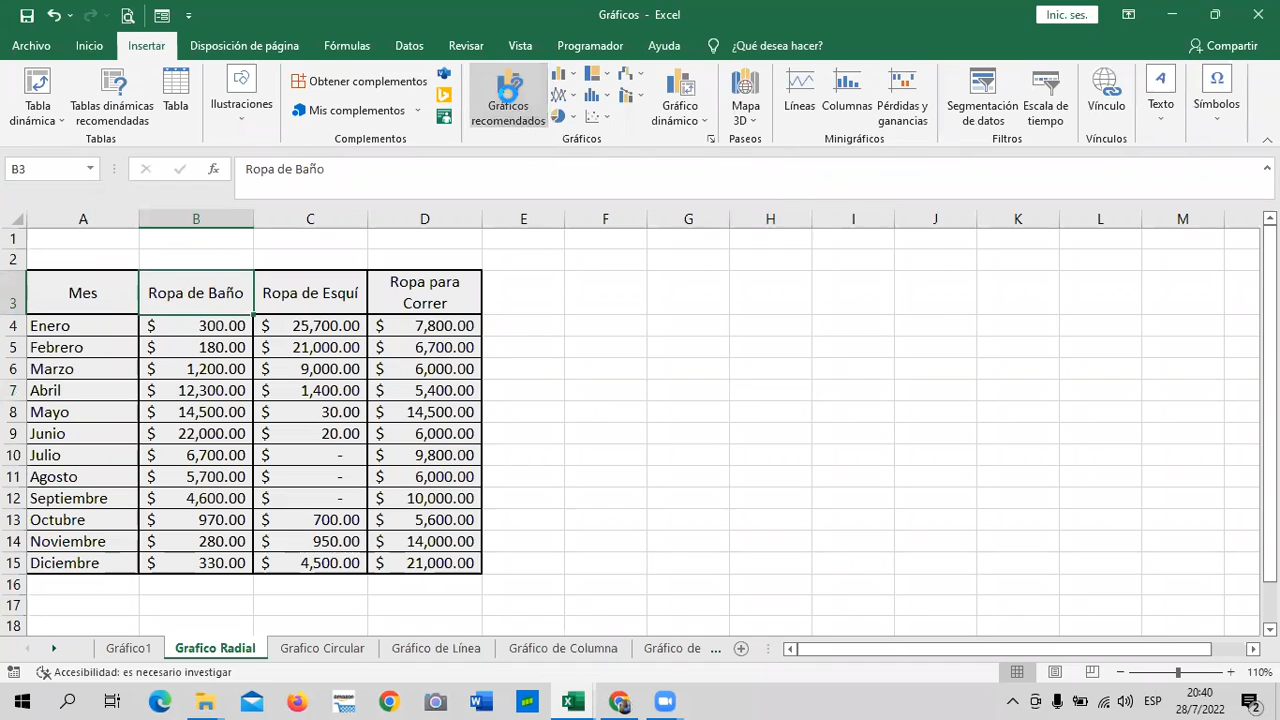 Gráficos - Excel
Inic. ses.
Archivo Inicio Insertar Disposición de página Fórmulas Datos Revisar Vista Programador Ayuda ¿Qué desea hacer? Compartir
Tabla dinámica
Tablas dinámicas recomendadas
Tabla
Ilustraciones
Obtener complementos
Mis complementos
Gráficos recomendados
Gráfico dinámico
Mapa 3D
Líneas
Columnas
Pérdidas y ganancias
Segmentación de datos
Escala de tiempo
Vínculo
Texto
Símbolos
Tablas Complementos Gráficos Paseos Minigráficos Filtros Vínculos
B3 fx Ropa de Baño
A B C D E F G H I J K L M
1
2
3 Mes Ropa de Baño Ropa de Esquí Ropa para Correr
4 Enero $ 300.00 $ 25,700.00 $ 7,800.00
5 Febrero $ 180.00 $ 21,000.00 $ 6,700.00
6 Marzo $ 1,200.00 $ 9,000.00 $ 6,000.00
7 Abril $ 12,300.00 $ 1,400.00 $ 5,400.00
8 Mayo $ 14,500.00 $ 30.00 $ 14,500.00
9 Junio $ 22,000.00 $ 20.00 $ 6,000.00
10 Julio $ 6,700.00 $ - $ 9,800.00
11 Agosto $ 5,700.00 $ - $ 6,000.00
12 Septiembre $ 4,600.00 $ - $ 10,000.00
13 Octubre $ 970.00 $ 700.00 $ 5,600.00
14 Noviembre $ 280.00 $ 950.00 $ 14,000.00
15 Diciembre $ 330.00 $ 4,500.00 $ 21,000.00
16
17
18
Gráfico1 Grafico Radial Grafico Circular Gráfico de Línea Gráfico de Columna Gráfico de ...
Accesibilidad: es necesario investigar 110%
ESP 20:40
28/7/2022 2